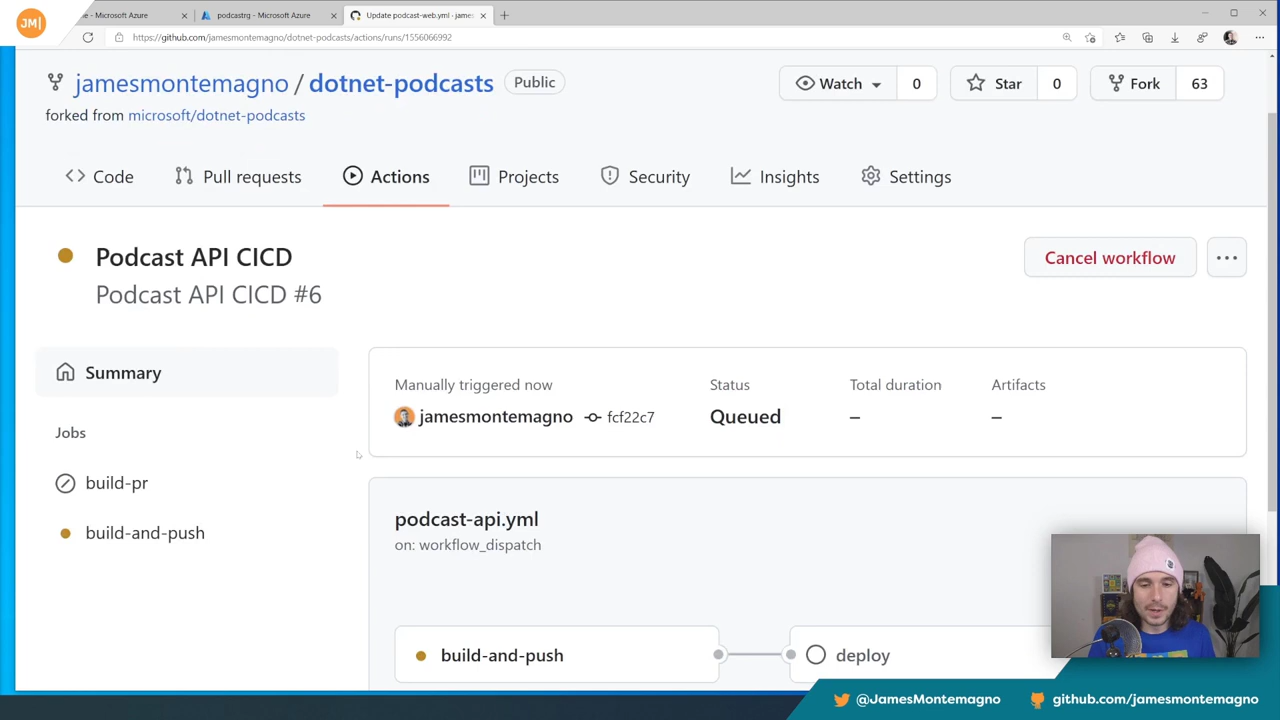 JM|
e - Microsoft Azure
podcastrg - Microsoft Azure
Update podcast-web.yml · james
https://github.com/jamesmontemagno/dotnet-podcasts/actions/runs/1556066992
jamesmontemagno / dotnet-podcasts Public
Watch 0
Star 0
Fork 63
forked from microsoft/dotnet-podcasts
Code
Pull requests
Actions
Projects
Security
Insights
Settings
Podcast API CICD
Podcast API CICD #6
Cancel workflow
Summary
Jobs
build-pr
build-and-push
Manually triggered now
jamesmontemagno fcf22c7
Status
Queued
Total duration
–
Artifacts
–
podcast-api.yml
on: workflow_dispatch
build-and-push
deploy
@JamesMontemagno
github.com/jamesmontemagno